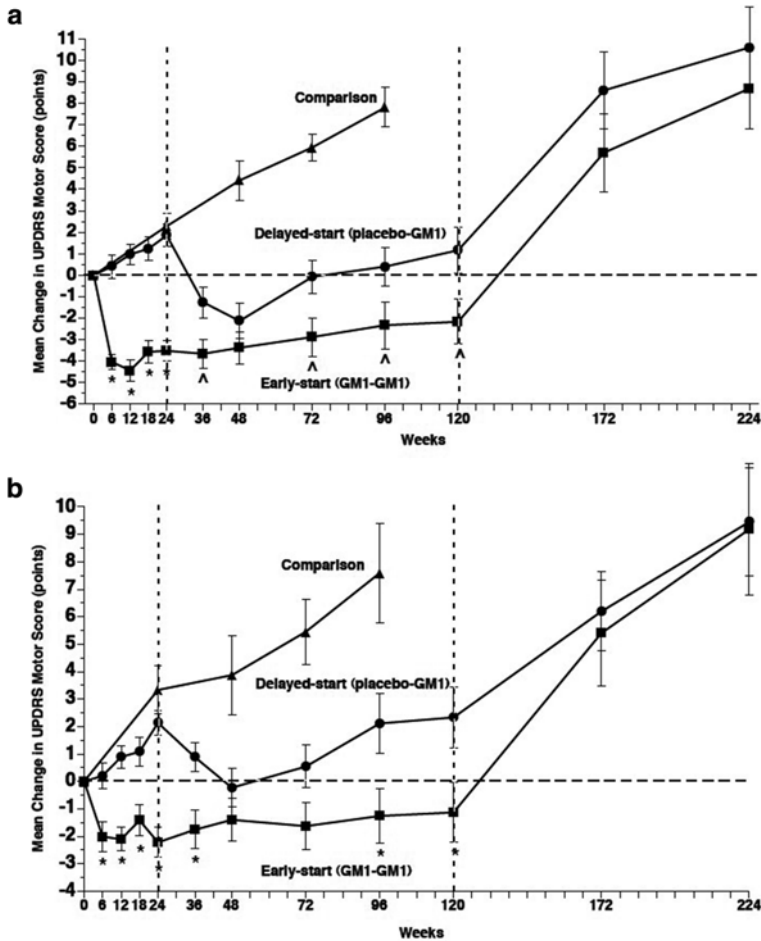 a
Mean Change in UPDRS Motor Score (points)
11
10
9
8
7
6
5
4
3
2
1
0
-1
-2
-3
-4
-5
-6
Comparison
Delayed-start (placebo-GM1)
Early-start (GM1-GM1)
* * * * ^ ^ ^ ^
0 6 12 18 24 36 48 72 96 120 172 224
Weeks
b
Mean Change in UPDRS Motor Score (points)
10
9
8
7
6
5
4
3
2
1
0
-1
-2
-3
-4
Comparison
Delayed-start (placebo-GM1)
Early-start (GM1-GM1)
* * * * * * *
0 6 12 18 24 36 48 72 96 120 172 224
Weeks